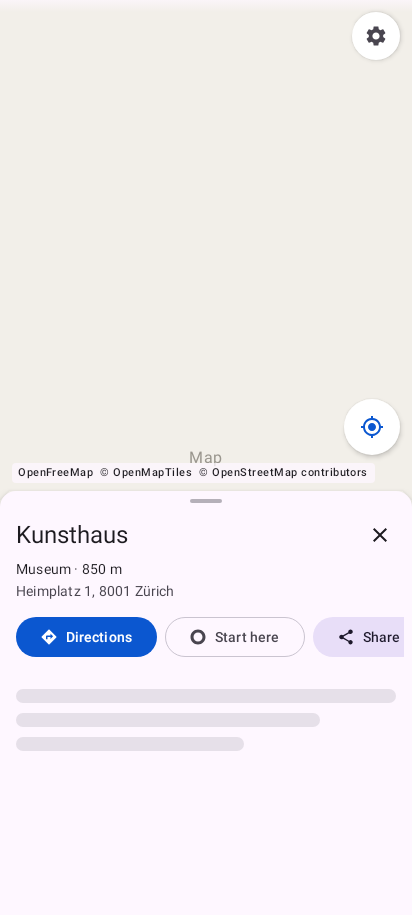 Map
OpenFreeMap © OpenMapTiles © OpenStreetMap contributors
Kunsthaus
Museum · 850 m
Heimplatz 1, 8001 Zürich
Directions
Start here
Share